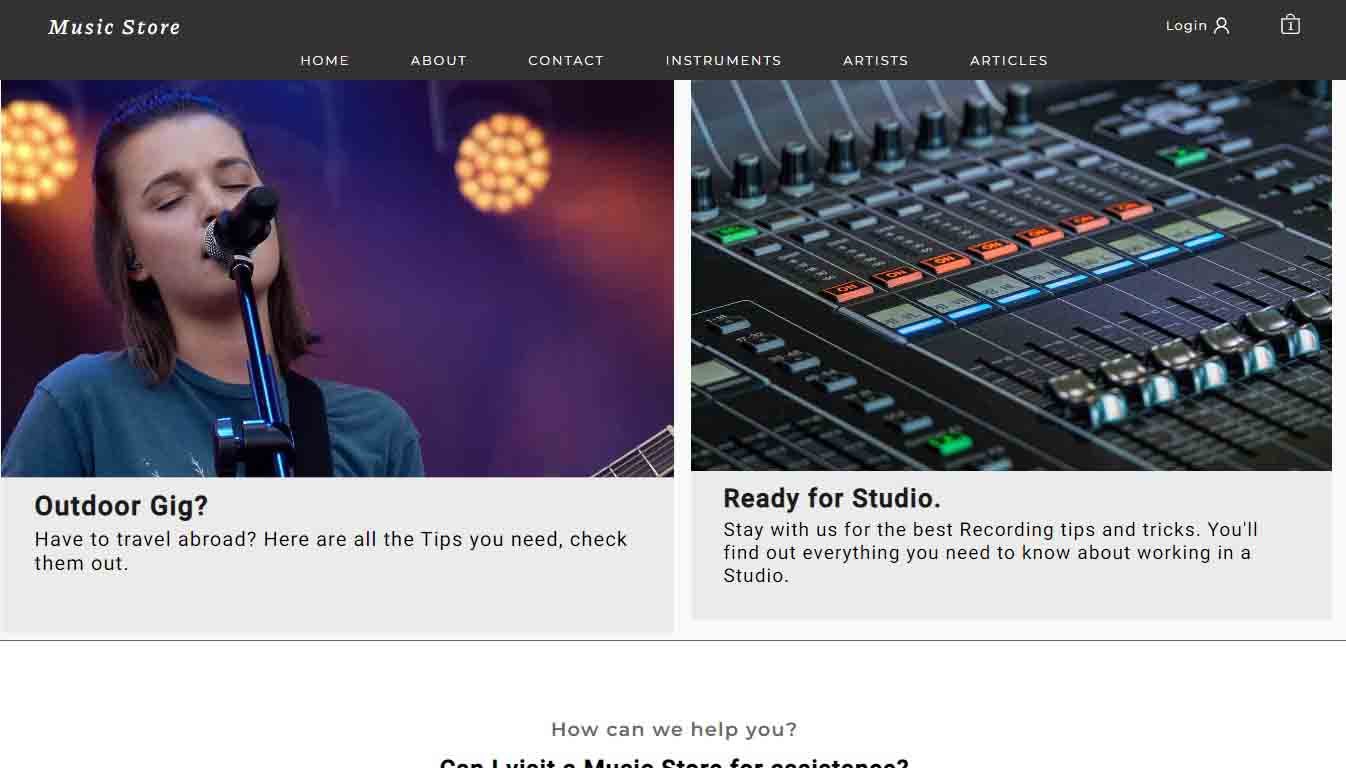 Music Store
Login
1
HOME
ABOUT
CONTACT
INSTRUMENTS
ARTISTS
ARTICLES
ON
ON
ON
ON
ON
ON
ON
Outdoor Gig?
Have to travel abroad? Here are all the Tips you need, check
them out.
Ready for Studio.
Stay with us for the best Recording tips and tricks. You'll
find out everything you need to know about working in a
Studio.
How can we help you?
Can I visit a Music Store for assistance?